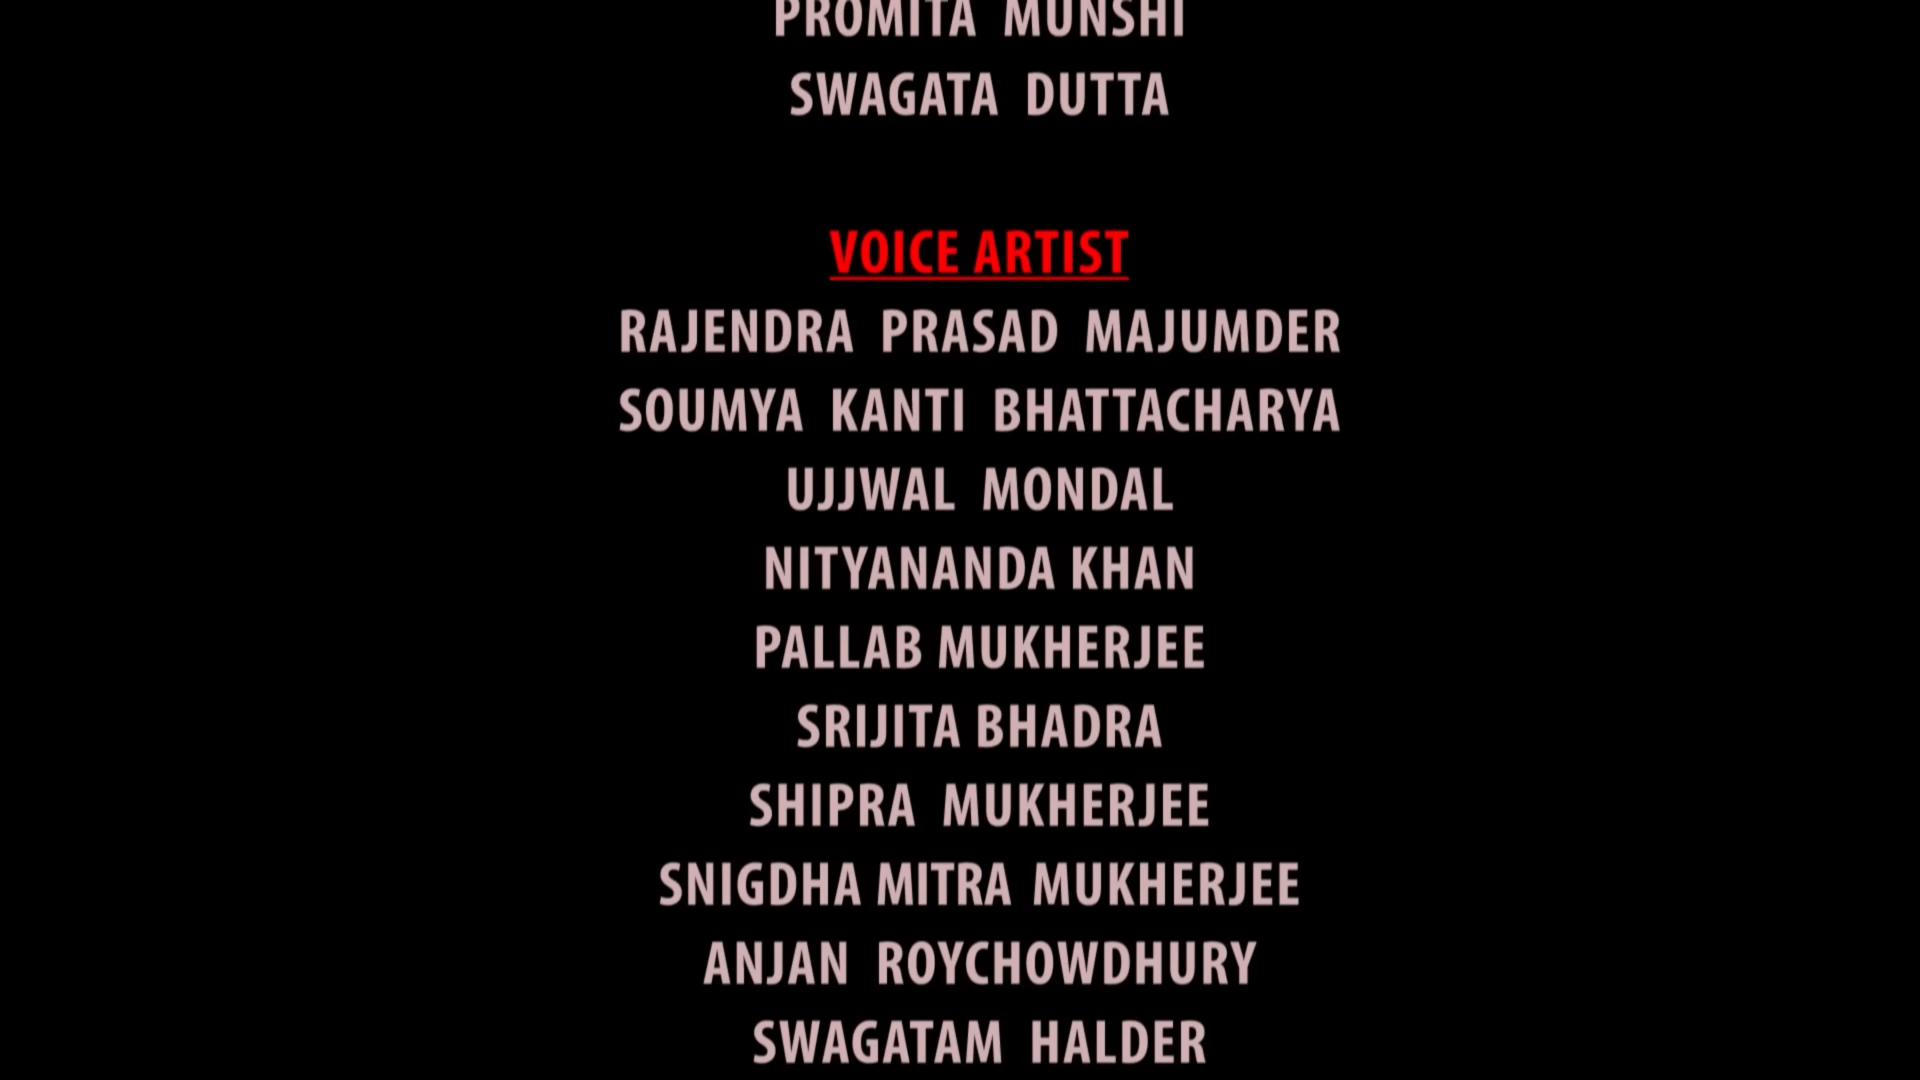 PROMITA MUNSHI
SWAGATA DUTTA
VOICE ARTIST
RAJENDRA PRASAD MAJUMDER
SOUMYA KANTI BHATTACHARYA
UJJWAL MONDAL
NITYANANDA KHAN
PALLAB MUKHERJEE
SRIJITA BHADRA
SHIPRA MUKHERJEE
SNIGDHA MITRA MUKHERJEE
ANJAN ROYCHOWDHURY
SWAGATAM HALDER